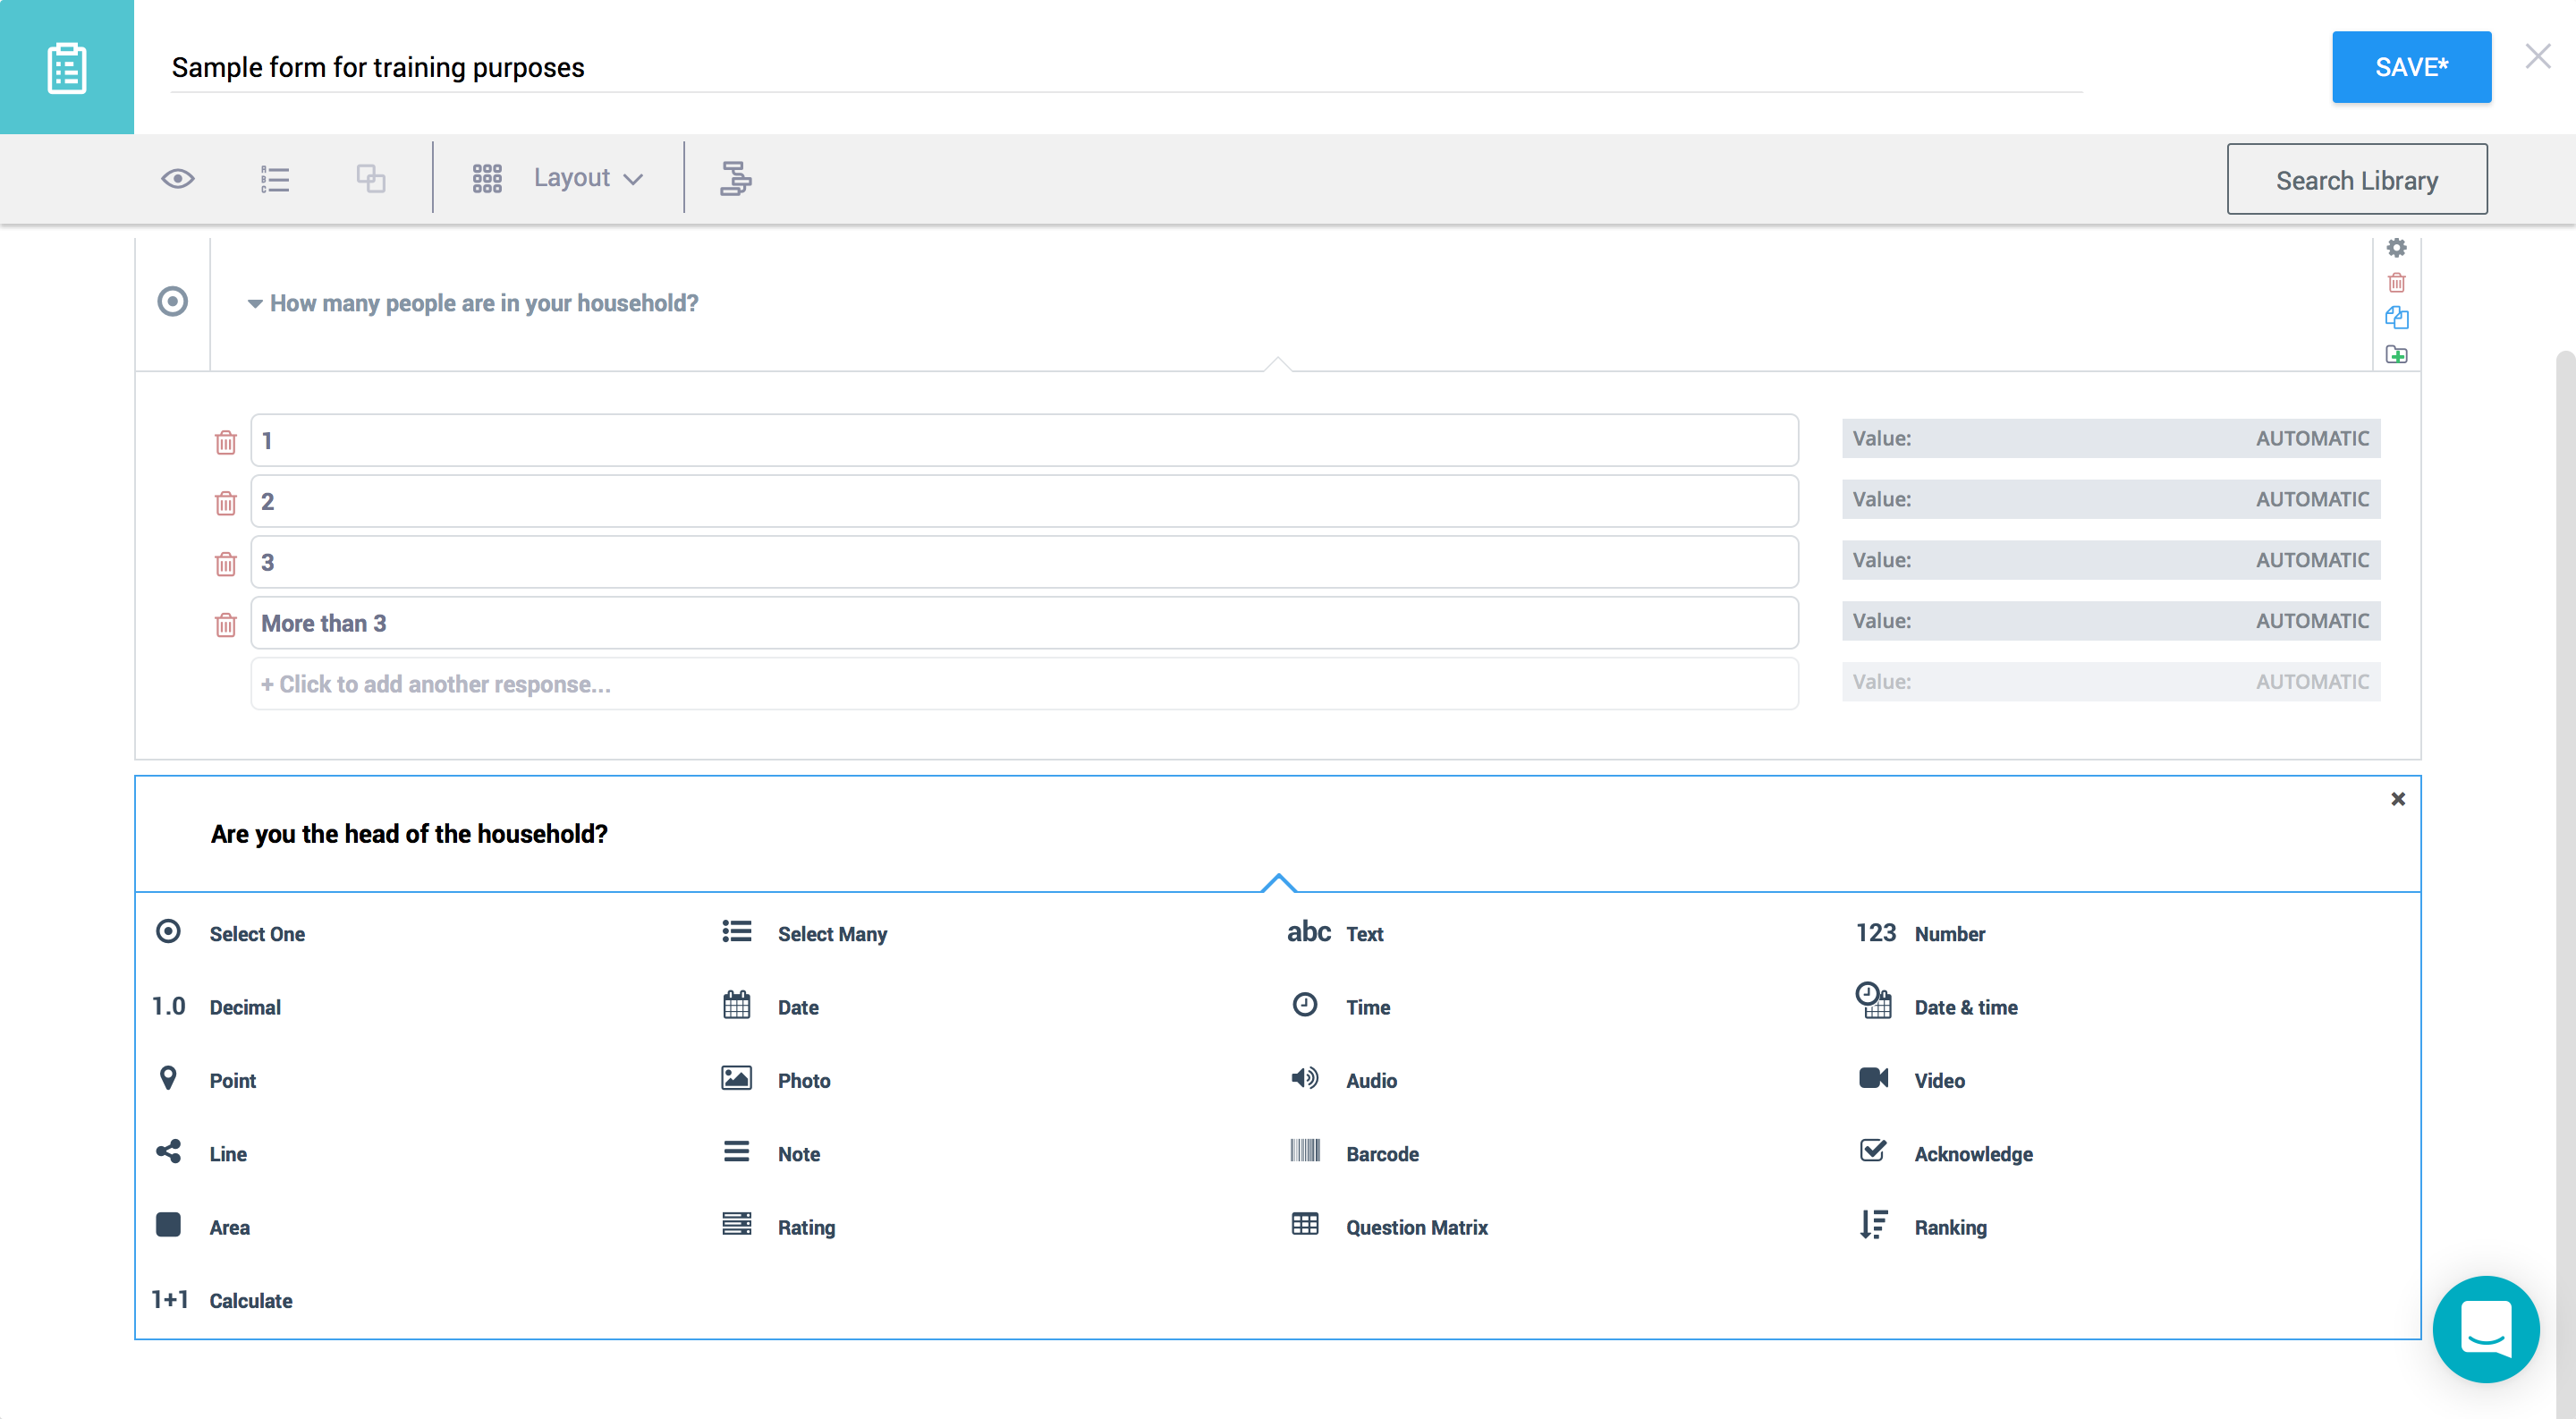 Sample form for training purposes
SAVE*
Layout
Search Library
How many people are in your household?
1
Value: AUTOMATIC
2
Value: AUTOMATIC
3
Value: AUTOMATIC
More than 3
Value: AUTOMATIC
+ Click to add another response...
Value: AUTOMATIC
Are you the head of the household?
Select One
Select Many
abc Text
123 Number
1.0 Decimal
Date
Time
Date & time
Point
Photo
Audio
Video
Line
Note
Barcode
Acknowledge
Area
Rating
Question Matrix
Ranking
1+1 Calculate